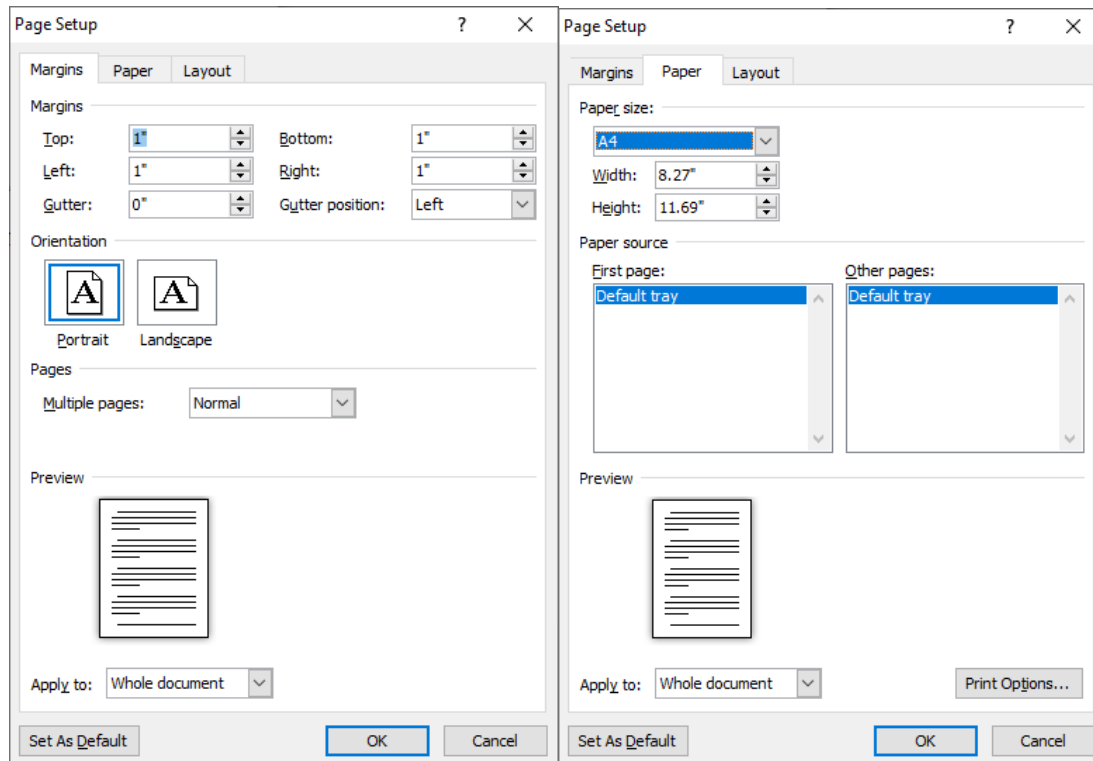 Page Setup ? X
Margins Paper Layout
Margins
Top: 1" Bottom: 1"
Left: 1" Right: 1"
Gutter: 0" Gutter position: Left
Orientation
A A
Portrait Landscape
Pages
Multiple pages: Normal
Preview
Apply to: Whole document
Set As Default OK Cancel
Page Setup ? X
Margins Paper Layout
Paper size:
A4
Width: 8.27"
Height: 11.69"
Paper source
First page: Other pages:
Default tray Default tray
Preview
Apply to: Whole document Print Options...
Set As Default OK Cancel